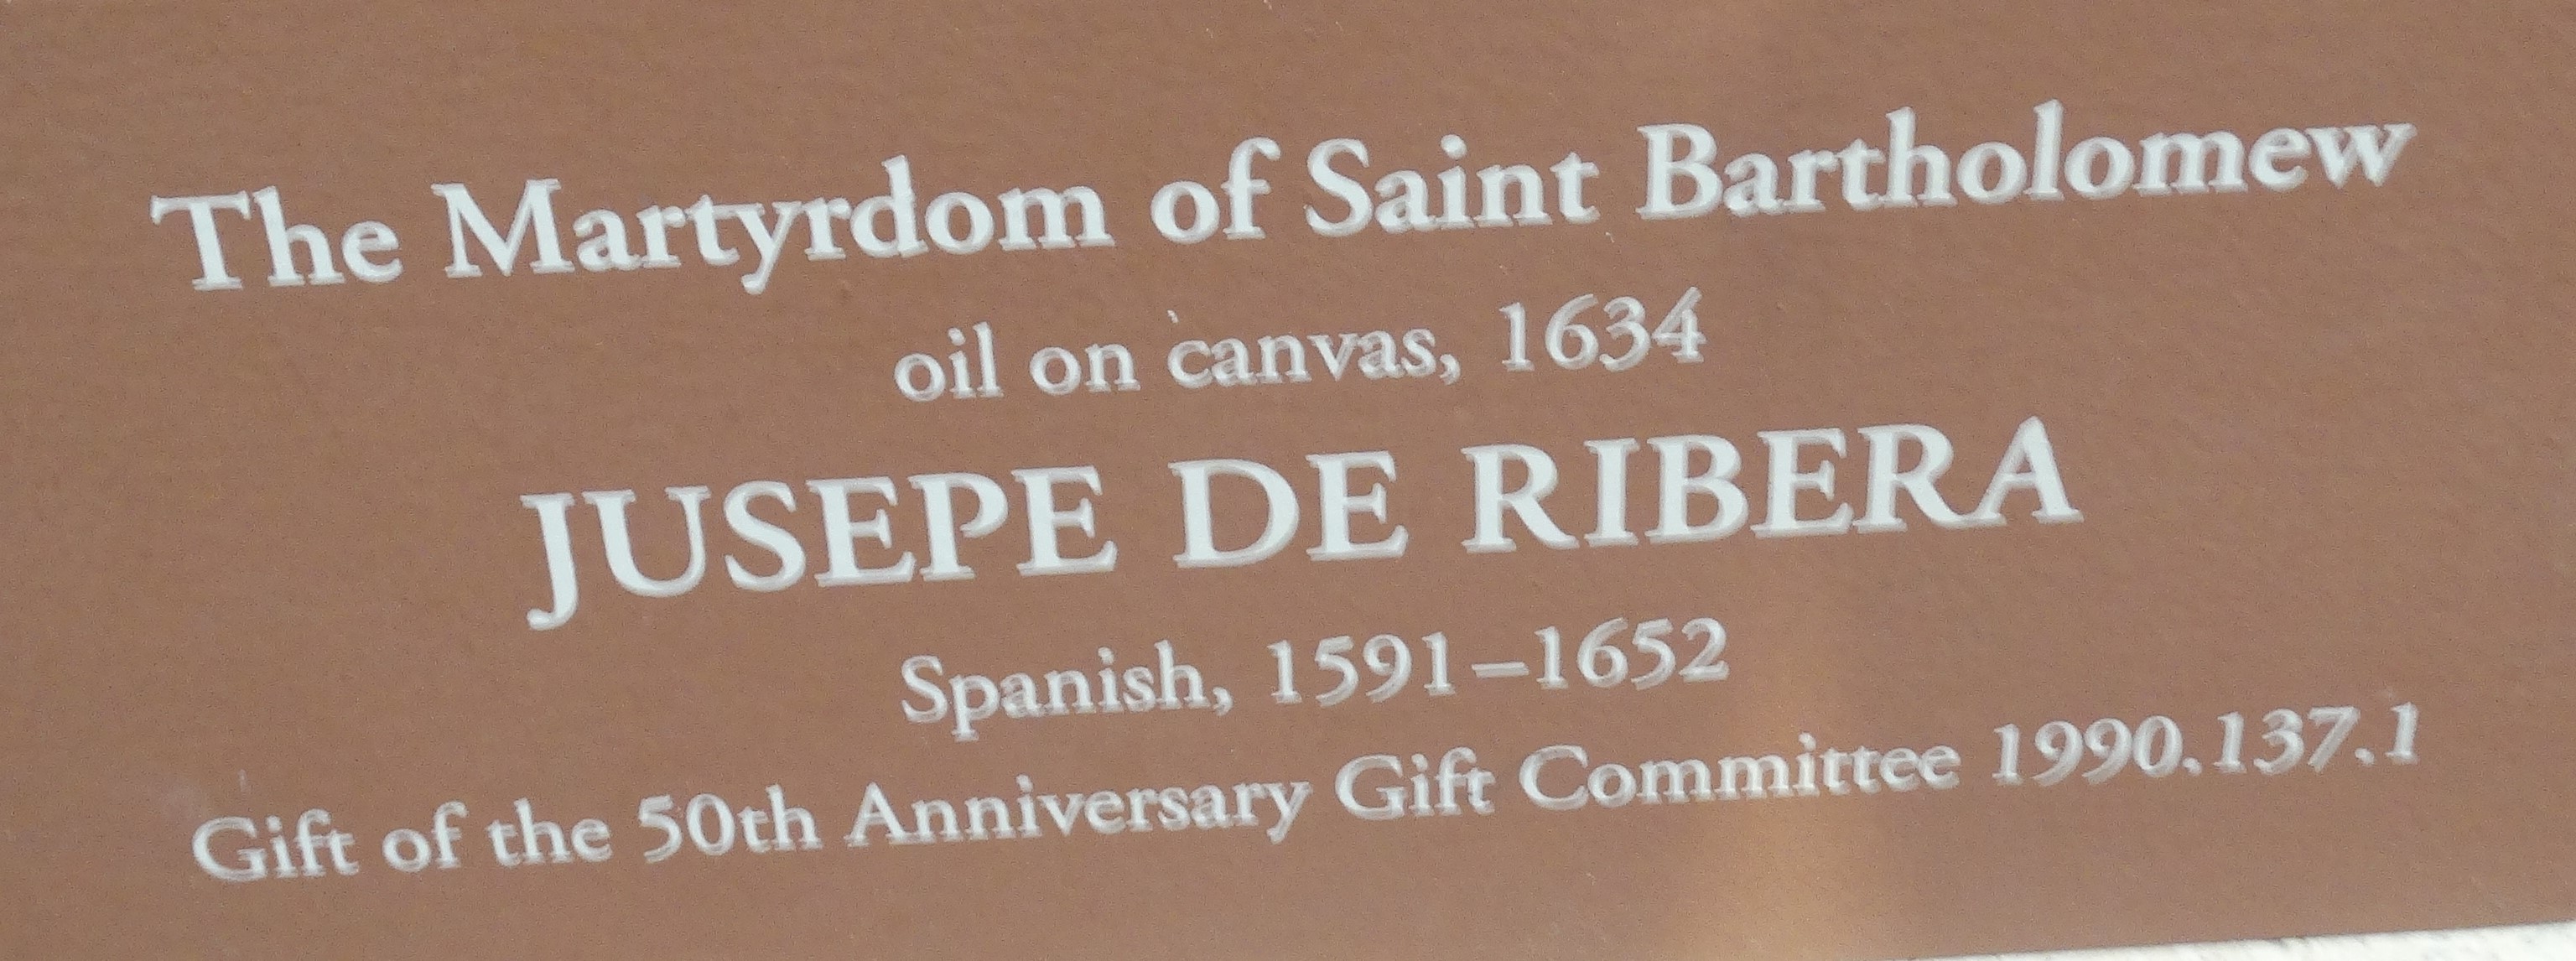 The Martyrdom of Saint Bartholomew
oil on canvas, 1634
JUSEPE DE RIBERA
Spanish, 1591–1652
Gift of the 50th Anniversary Gift Committee 1990.137.1